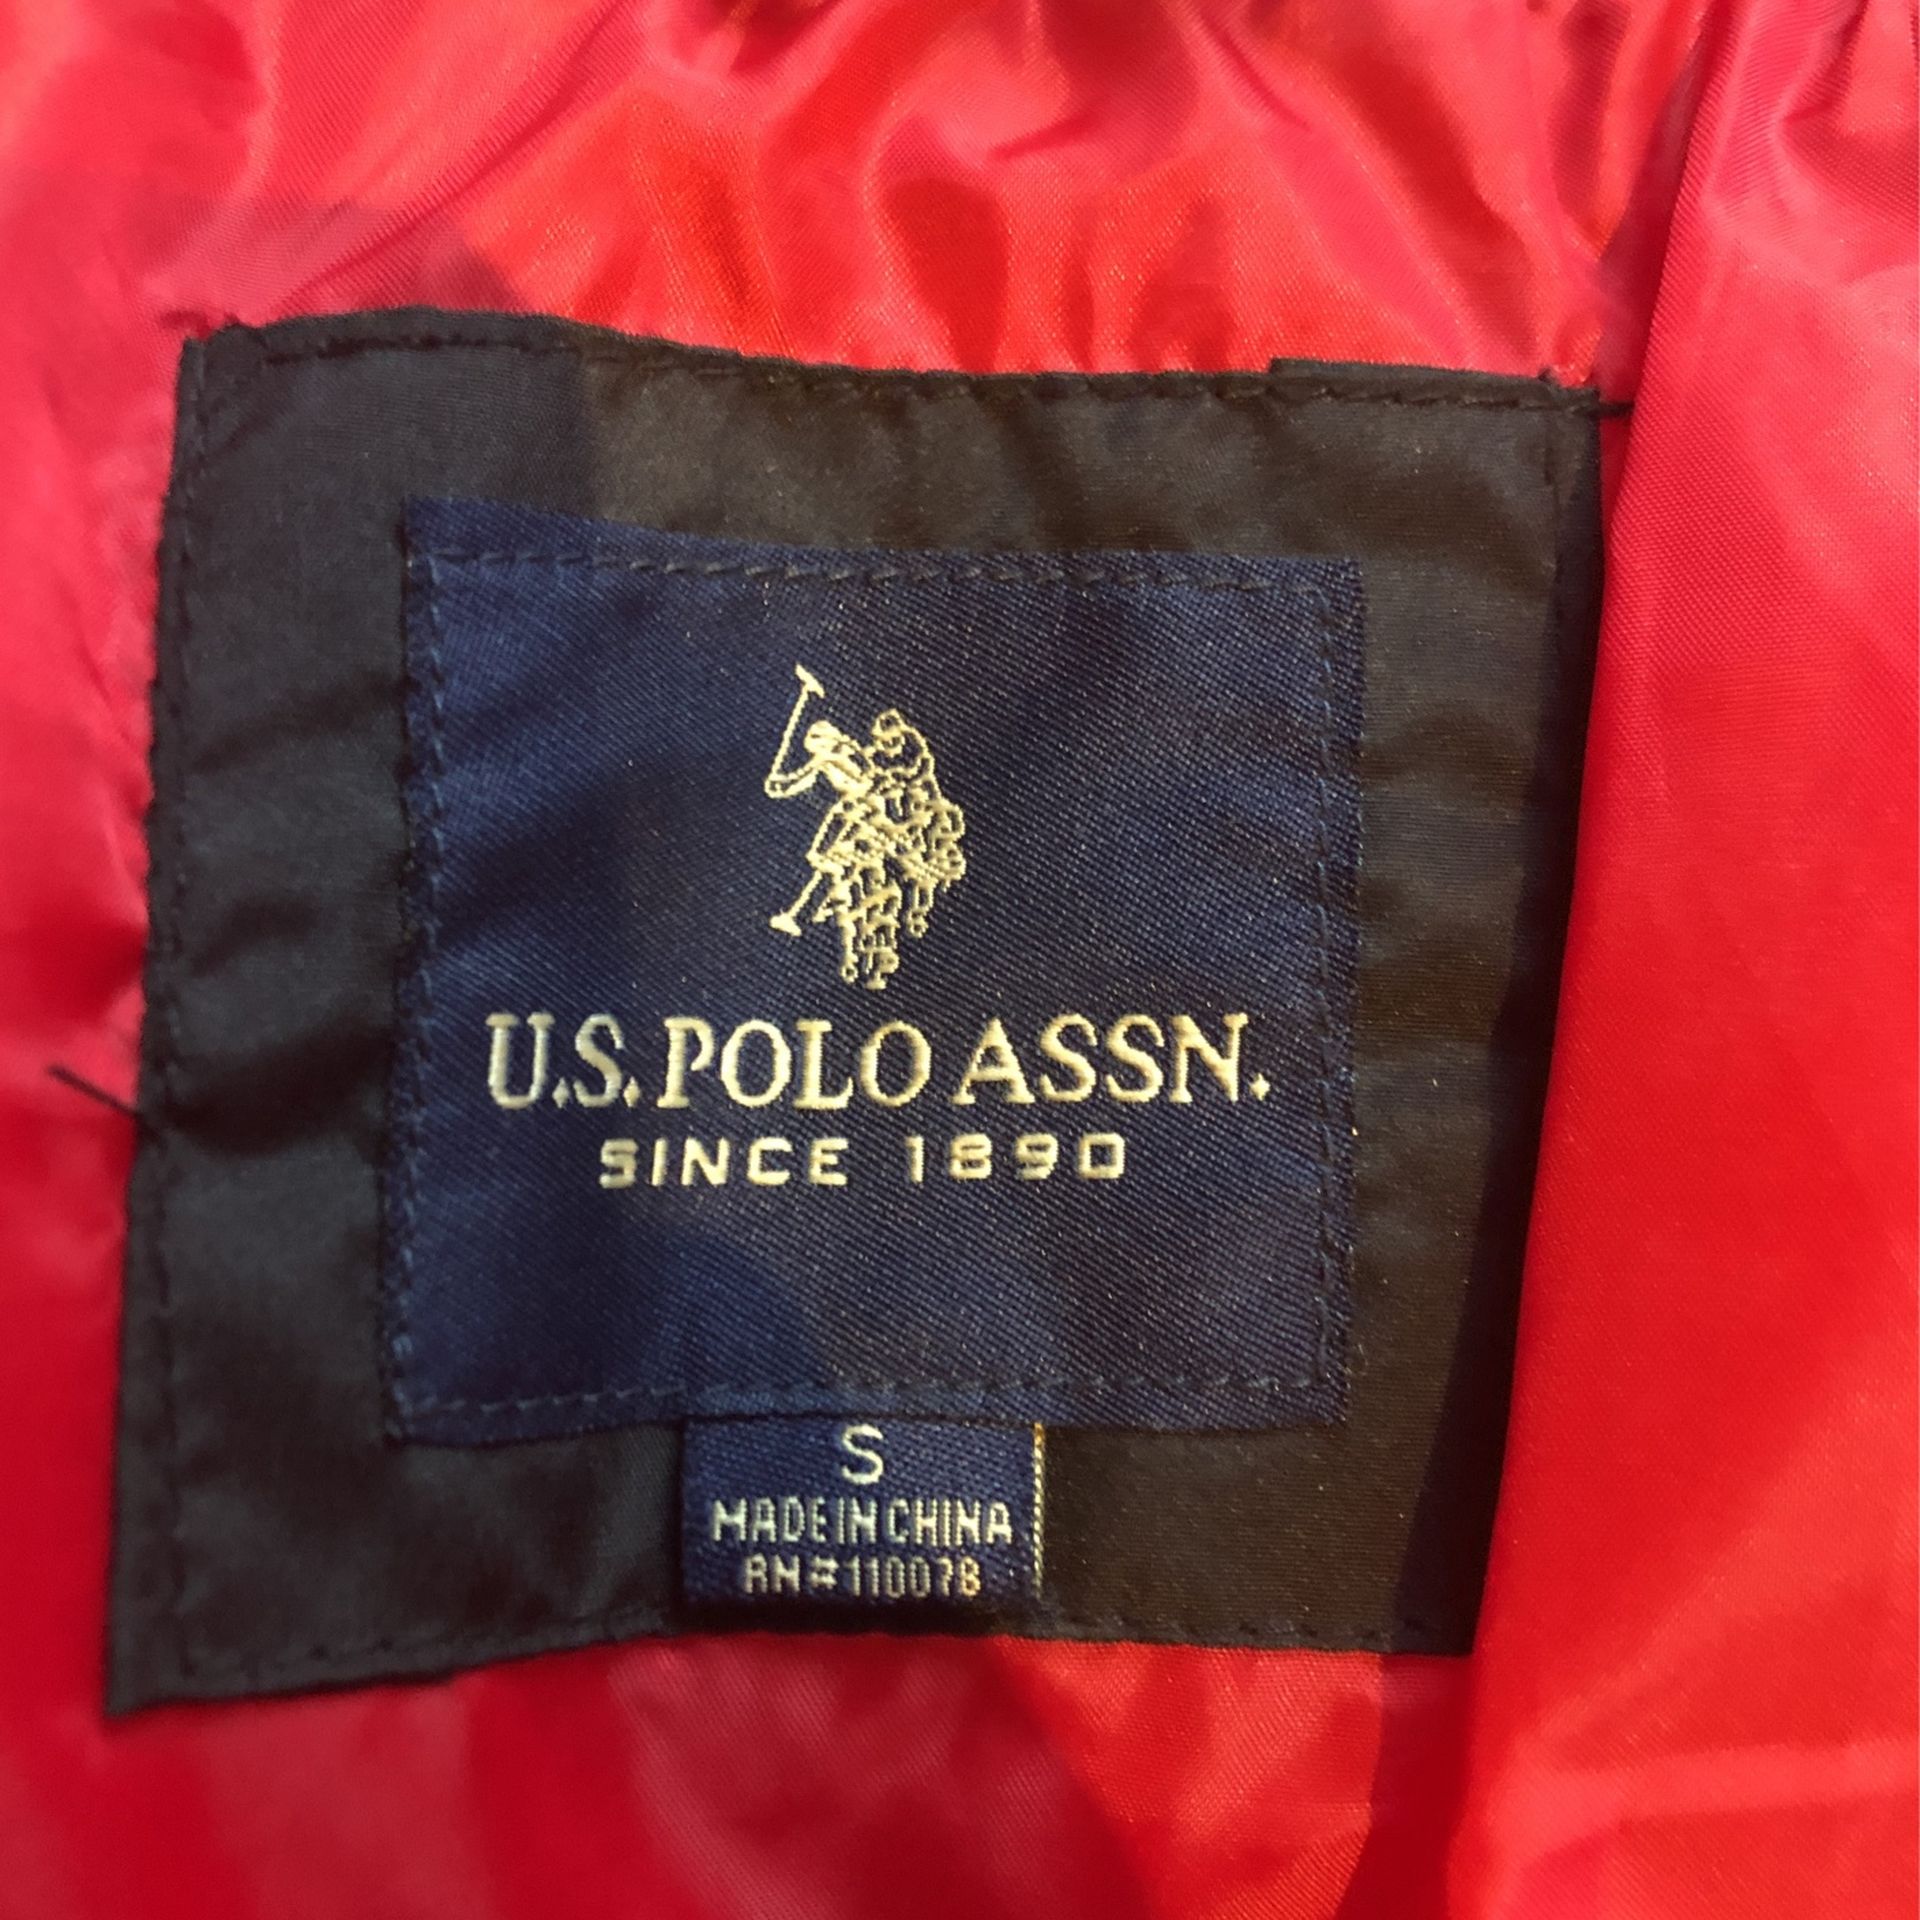 U.S. POLO ASSN.
SINCE 1890
S
MADE IN CHINA
RN#110078